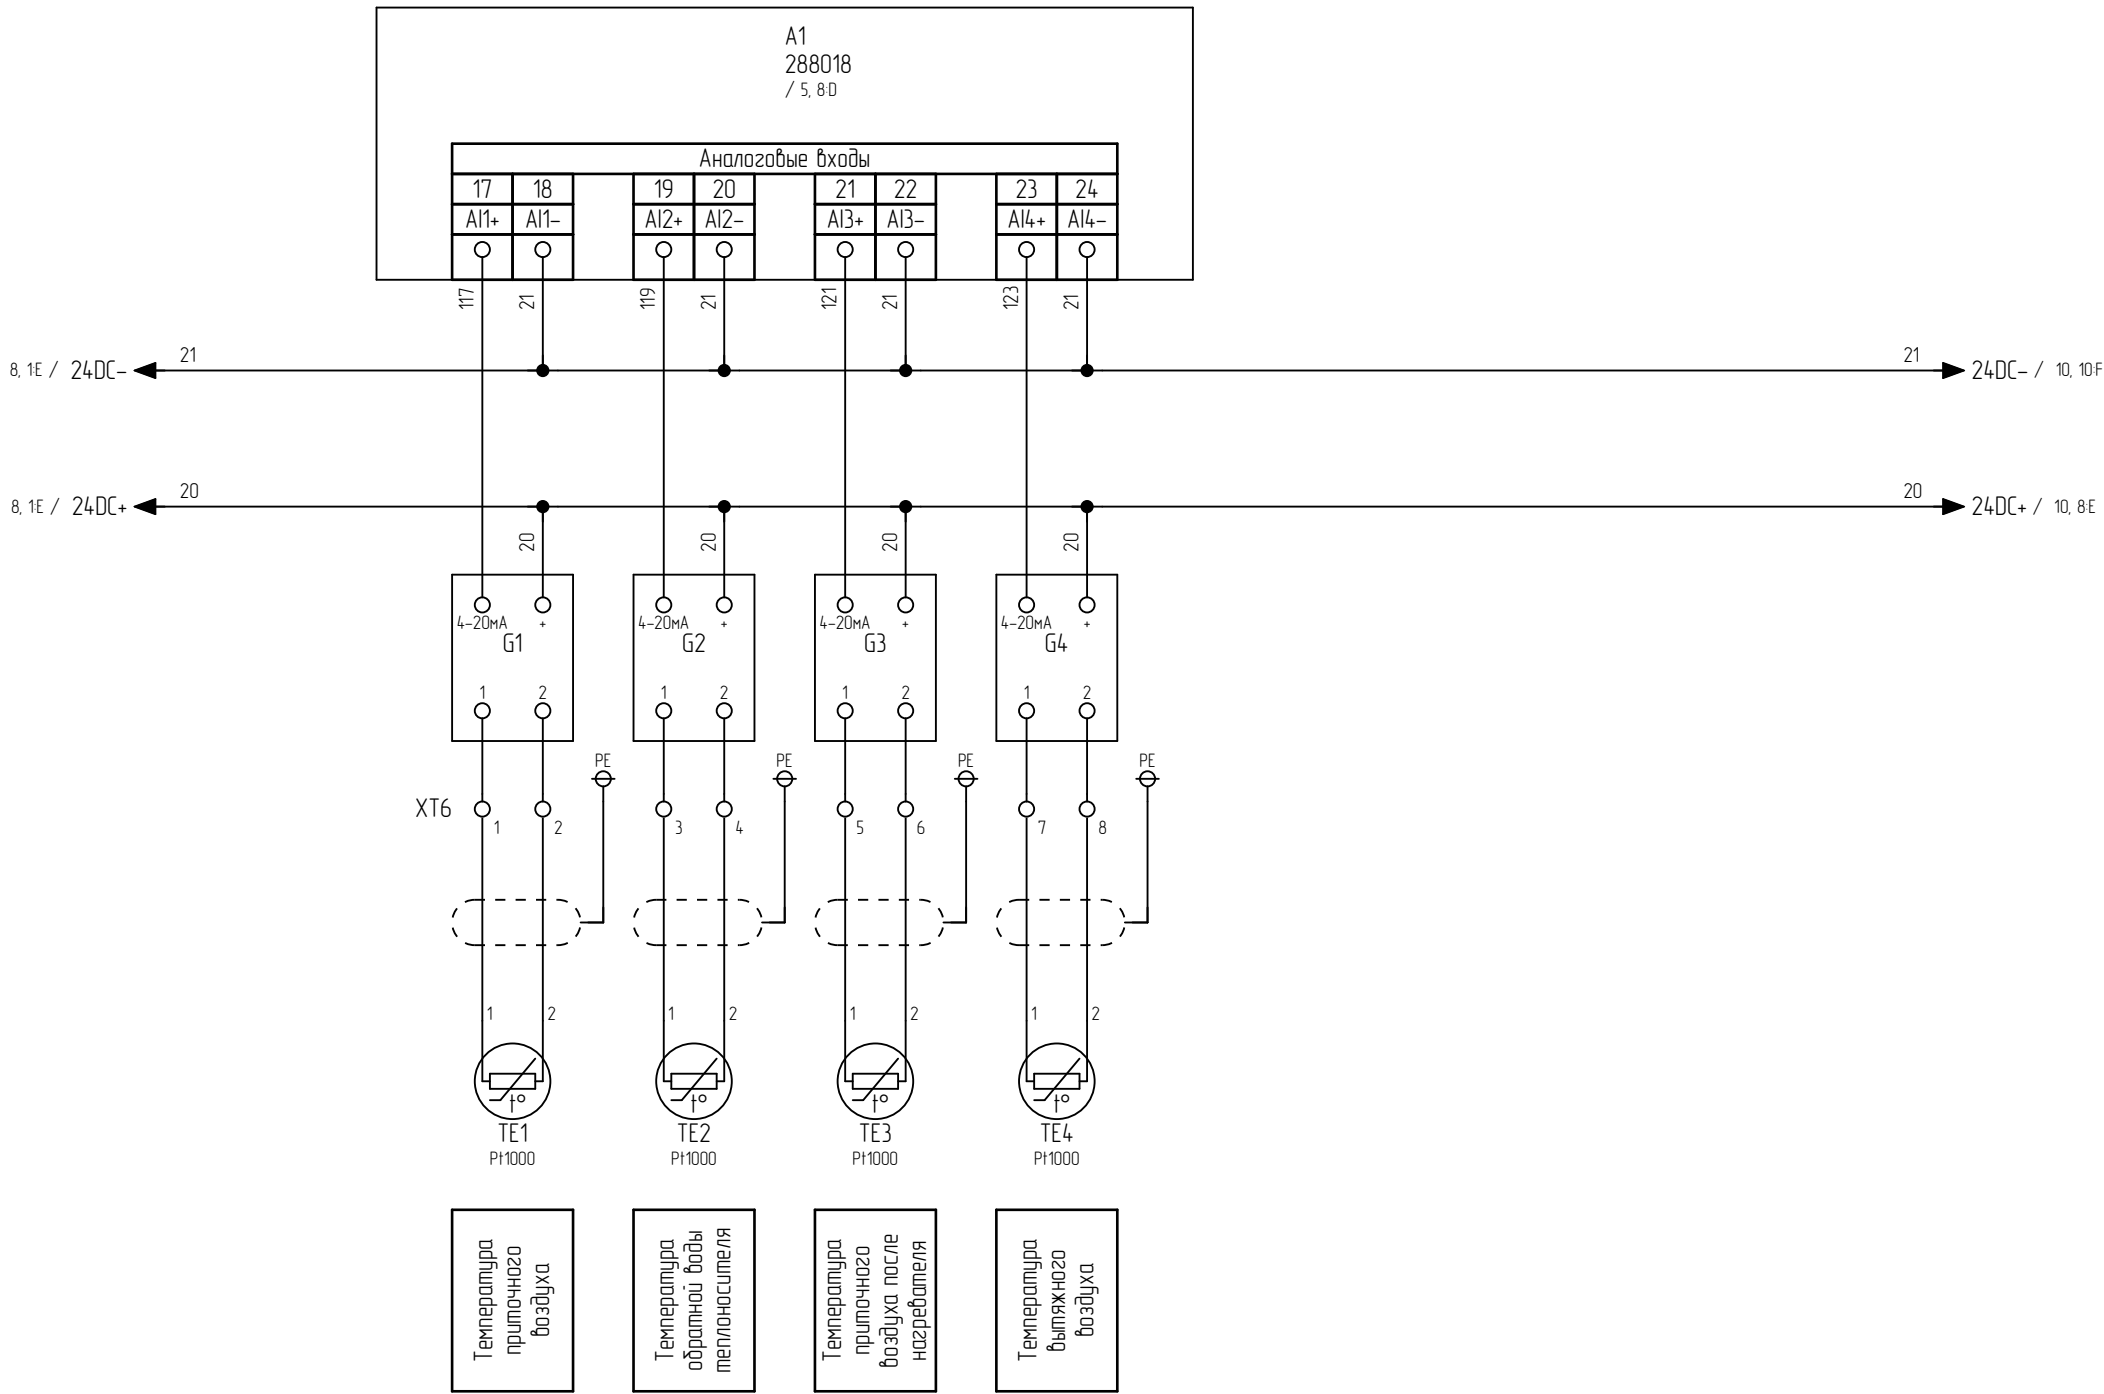 A1
288018
/ 5, 8:D
Аналоговые входы
17 18 19 20 21 22 23 24
AI1+ AI1– AI2+ AI2– AI3+ AI3– AI4+ AI4–
117 21 119 21 121 21 123 21
8, 1:E / 24DC– 21 21 24DC– / 10, 10:F
8, 1:E / 24DC+ 20 20 24DC+ / 10, 8:E
20 20 20 20
4–20мА + 4–20мА + 4–20мА + 4–20мА +
G1 G2 G3 G4
1 2 1 2 1 2 1 2
PE PE PE PE
XT6
1 2 3 4 5 6 7 8
1 2 1 2 1 2 1 2
t° t° t° t°
TE1 TE2 TE3 TE4
Pt1000 Pt1000 Pt1000 Pt1000
Температура
приточного
воздуха
Температура
обратной воды
теплоносителя
Температура
приточного
воздуха после
нагревателя
Температура
вытяжного
воздуха